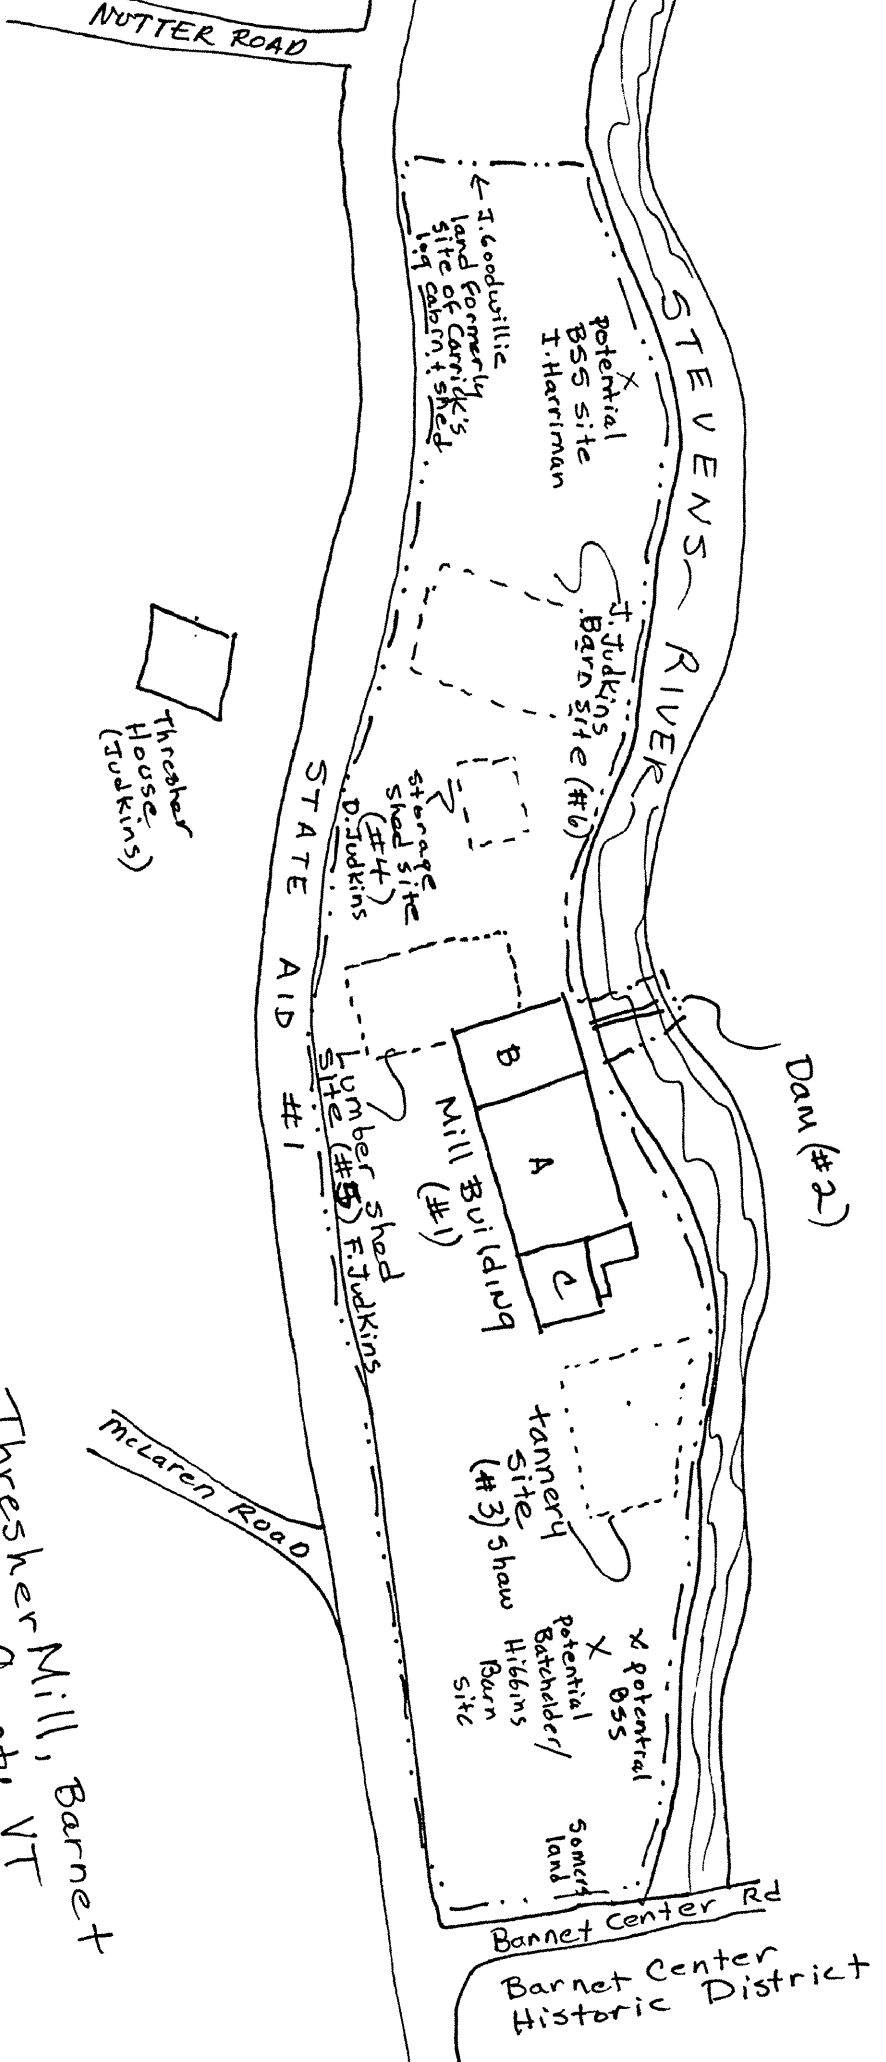 NUTTER ROAD
STEVENS RIVER
← J. Goodwillie
land formerly
site of Carrick's
log cabin + shed
X
potential
BSS site
I. Harriman
J. Judkins
Barn site (#6)
Thresher
House
(Judkins)
storage
shed site
(#4)
D. Judkins
STATE AID #1
Dam (#2)
B
A
C
Mill Building
(#1)
Lumber shed
site (#5) F. Judkins
McLaren Road
tannery
site
(#3) Shaw
X potential
BSS
X
potential
Batchelder/
Hibbins
Barn
site
Somers
land
Barnet Center Rd
Barnet Center
Historic District
Thresher Mill, Barnet
VT